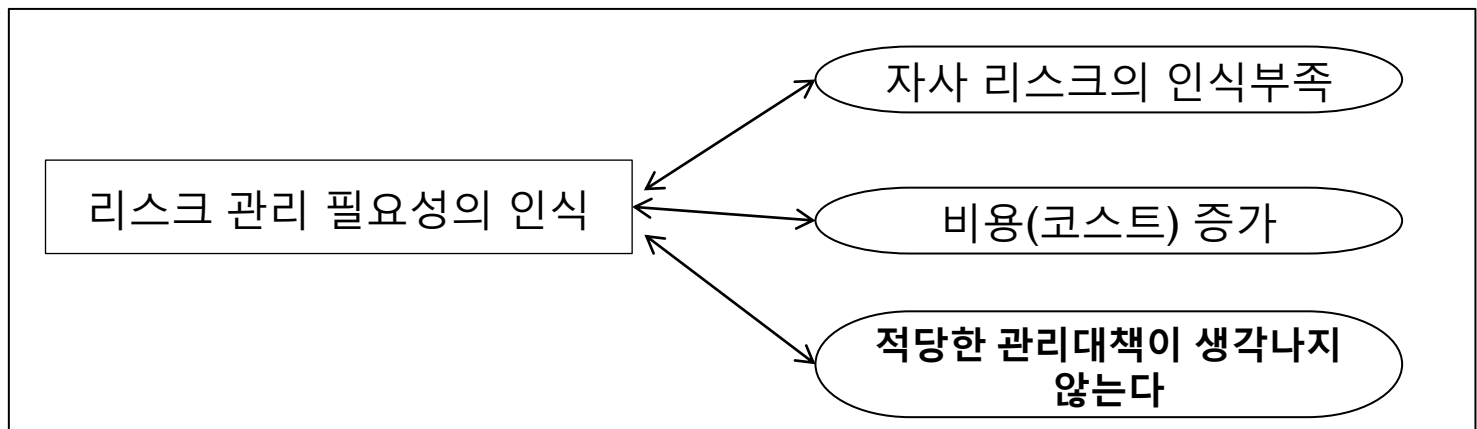 자사 리스크의 인식부족
리스크 관리 필요성의 인식
비용(코스트) 증가
적당한 관리대책이 생각나지
않는다